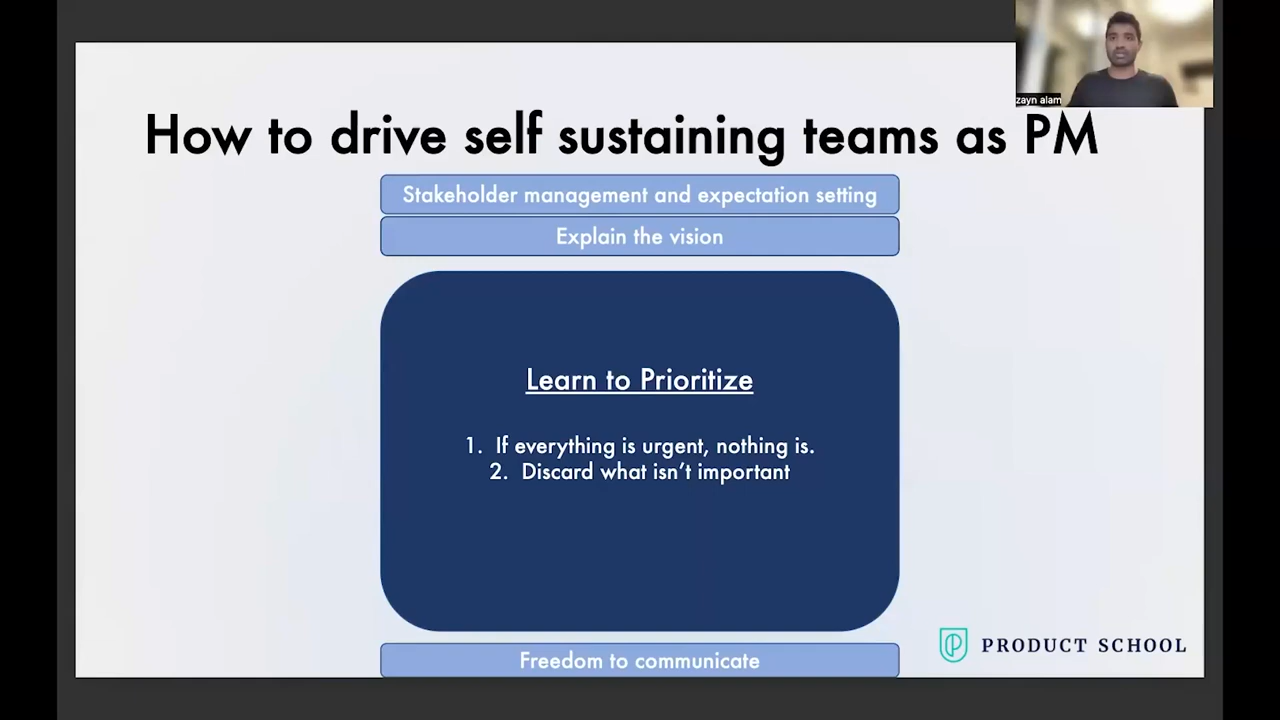 zayn alam
How to drive self sustaining teams as PM
Stakeholder management and expectation setting
Explain the vision
Learn to Prioritize
1. If everything is urgent, nothing is.
2. Discard what isn’t important
Freedom to communicate
PRODUCT SCHOOL